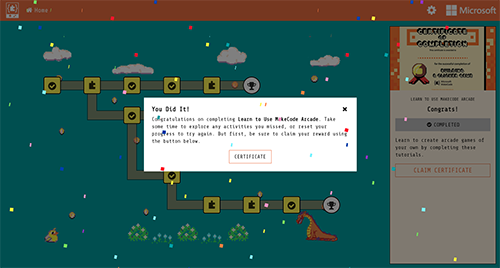 Home
Microsoft
CERTIFICATE
OF
COMPLETION
You Did It!
Congratulations on completing Learn to Use MakeCode Arcade. Take
some time to explore any activities you missed, or reset your
progress to try again. But First, be sure to claim your reward using
the button below.
CERTIFICATE
LEARN TO USE MAKECODE ARCADE
Congrats!
COMPLETED
Learn to create arcade games of
your own by completing these
tutorials.
CLAIM CERTIFICATE